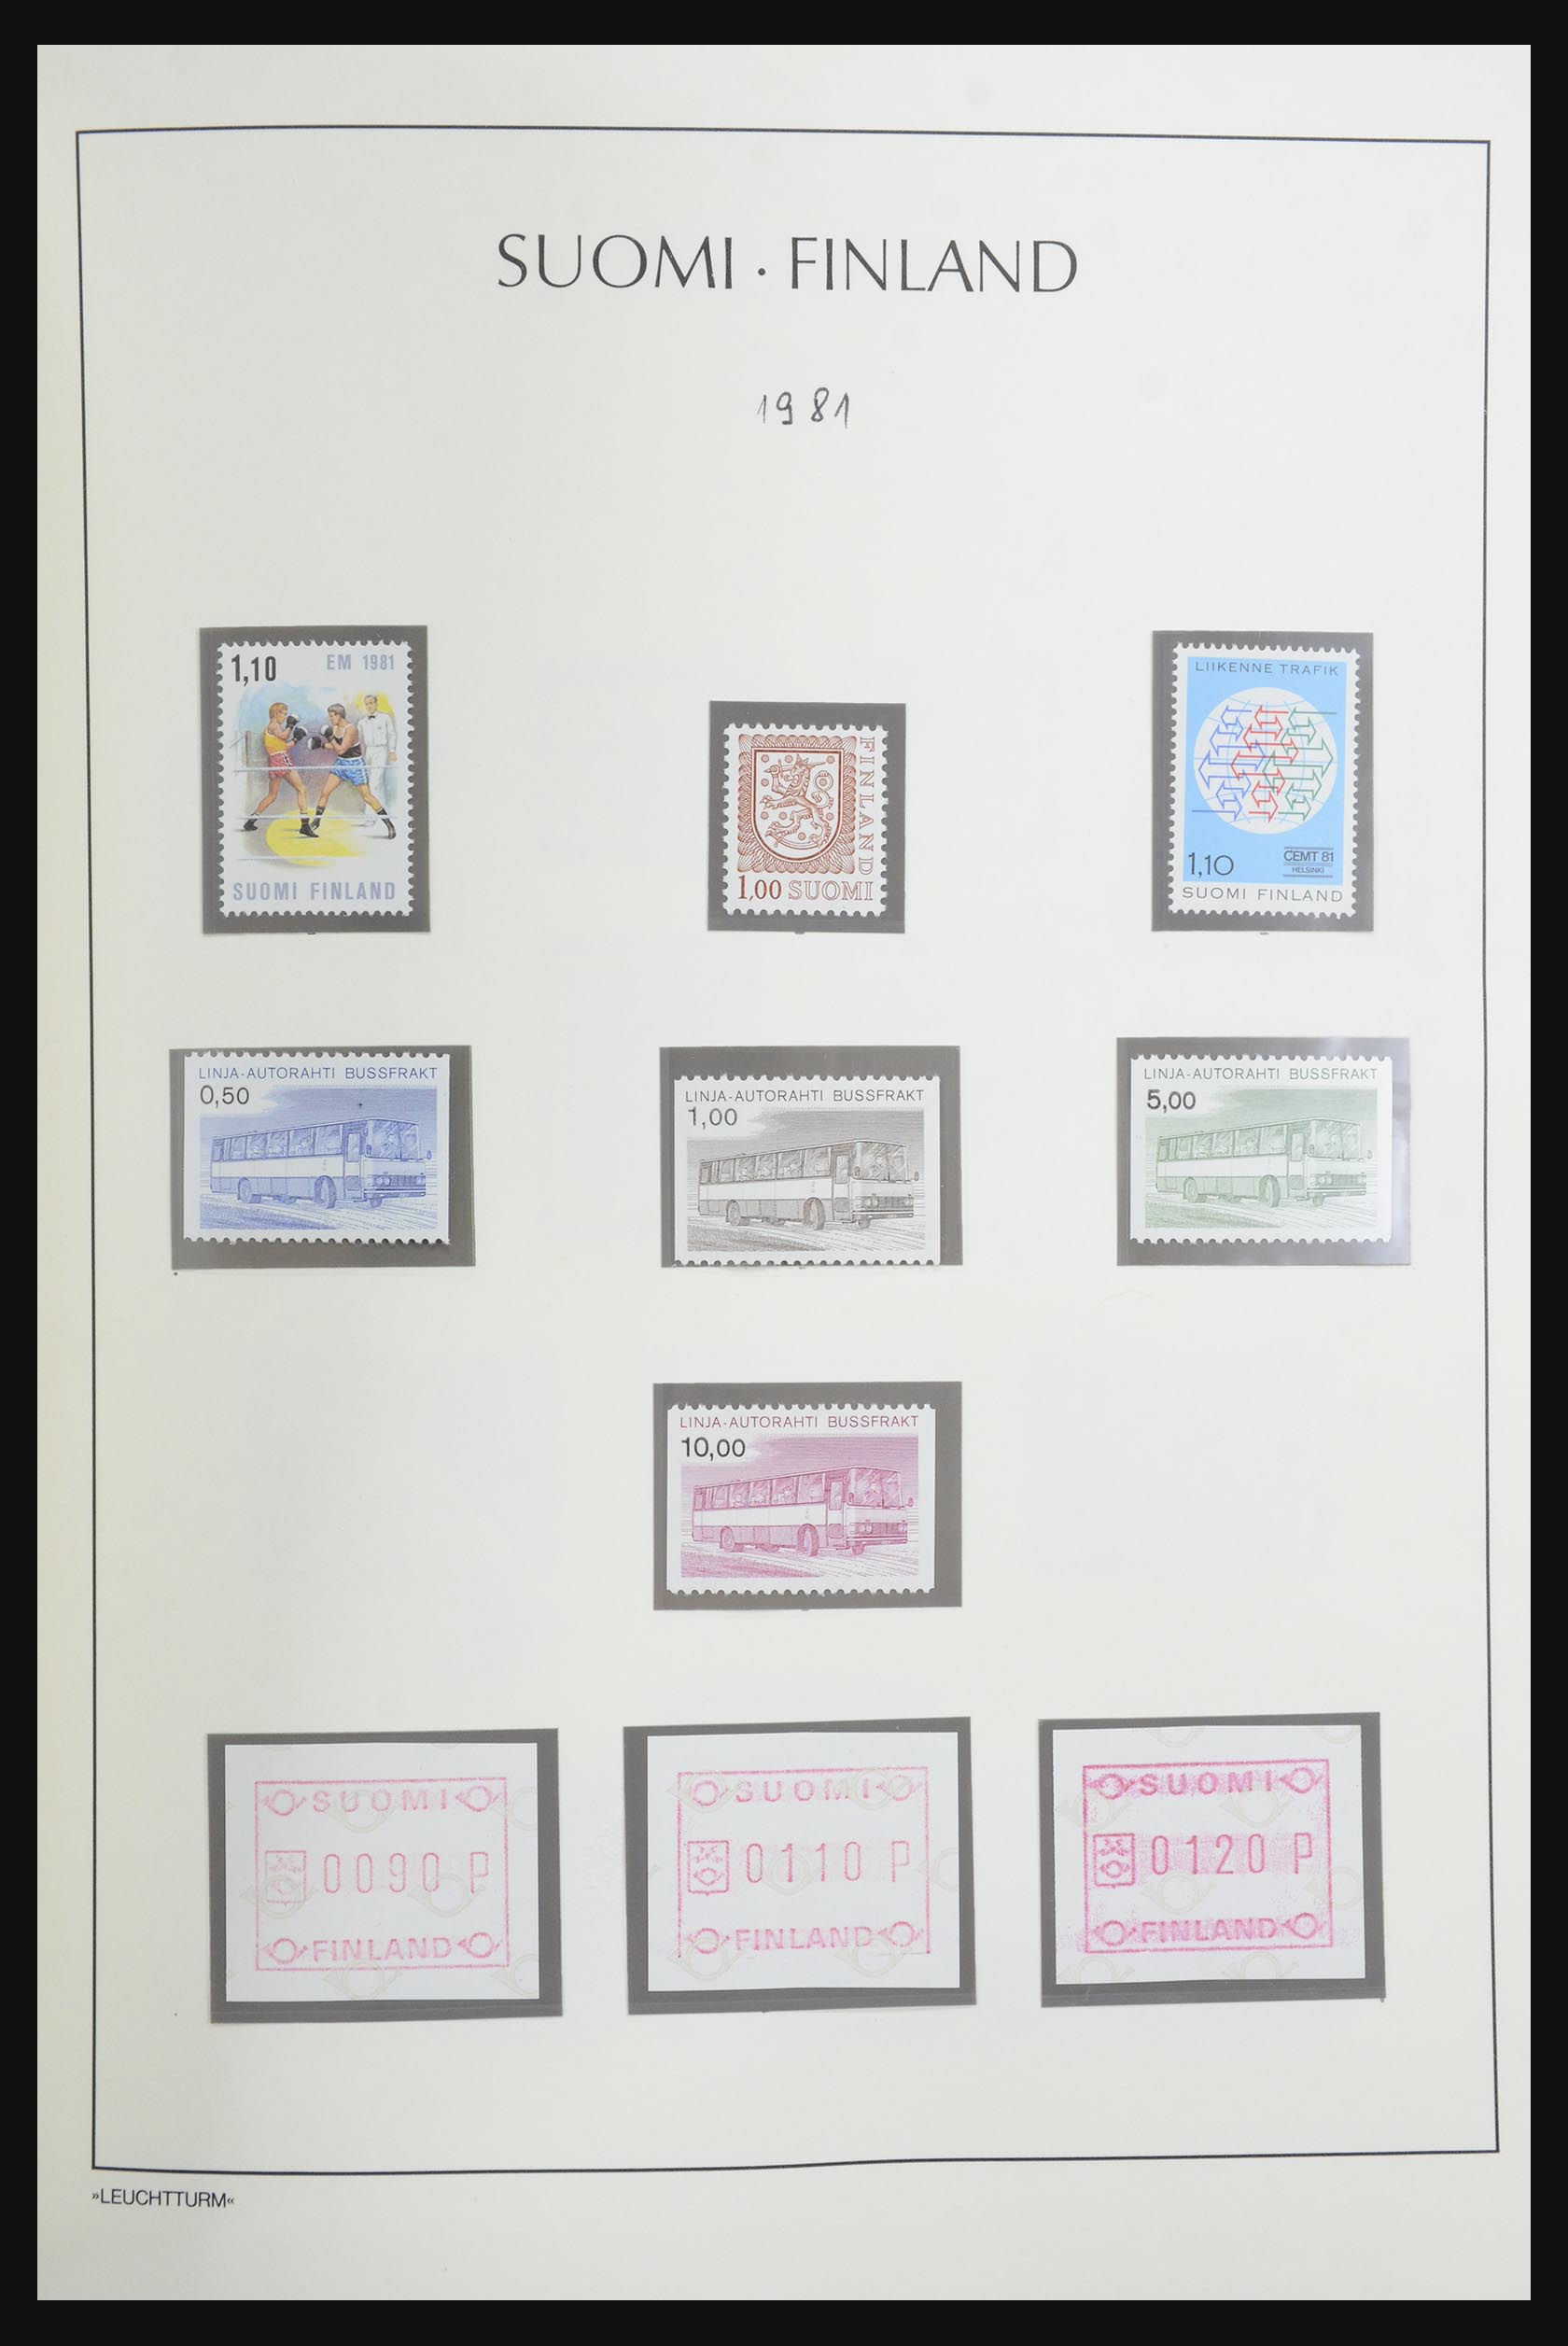 SUOMI · FINLAND
1981
1,10 EM 1981
SUOMI FINLAND
FINLAND
1,00 SUOMI
LIIKENNE TRAFIK
1,10 CEMT 81
HELSINKI
SUOMI FINLAND
LINJA-AUTORAHTI BUSSFRAKT
0,50
LINJA-AUTORAHTI BUSSFRAKT
1,00
LINJA-AUTORAHTI BUSSFRAKT
5,00
LINJA-AUTORAHTI BUSSFRAKT
10,00
SUOMI
0090 P
FINLAND
SUOMI
0110 P
FINLAND
SUOMI
0120 P
FINLAND
»LEUCHTTURM«